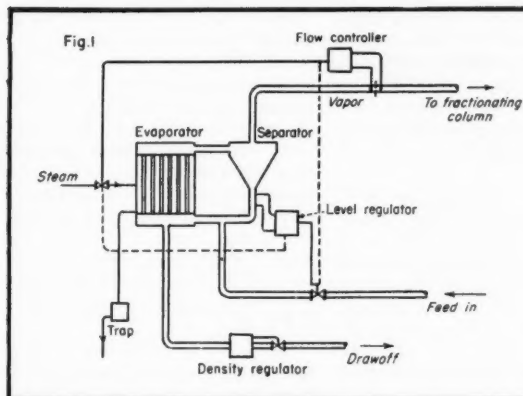 Fig.1
Flow controller
Vapor
To fractionating
column
Evaporator
Separator
Steam
Level regulator
Feed in
Trap
Drawoff
Density regulator